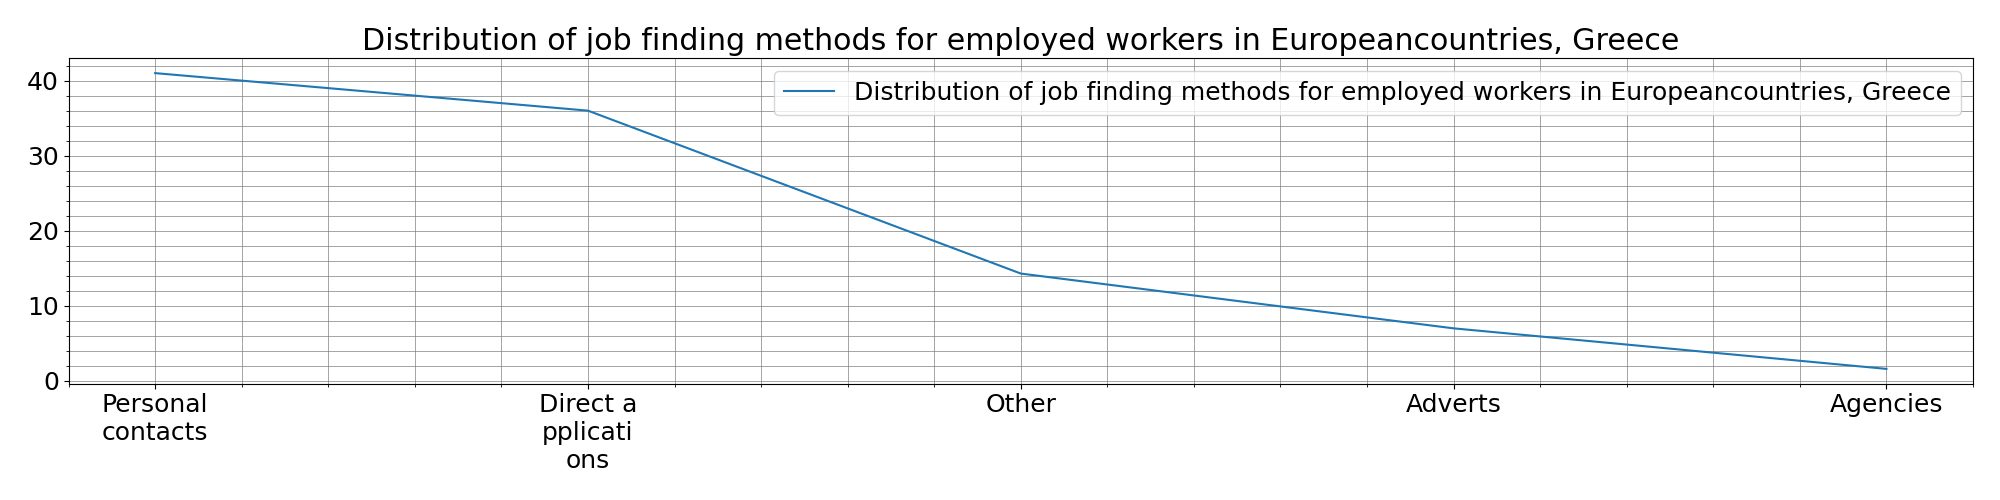 Distribution of job finding methods for employed workers in Europeancountries, Greece
Distribution of job finding methods for employed workers in Europeancountries, Greece
40
30
20
10
0
Personal
contacts
Direct a
pplicati
ons
Other
Adverts
Agencies